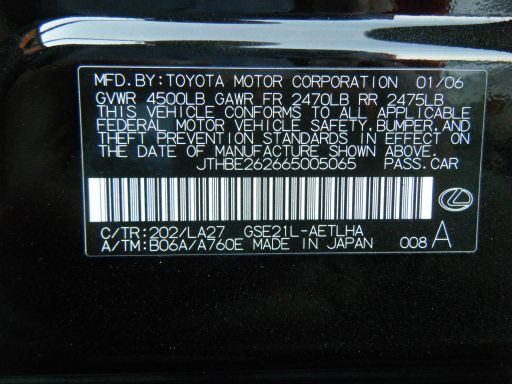 MFD. BY: TOYOTA MOTOR CORPORATION 01/06
GVWR 4500LB GAWR FR 2470LB RR 2475LB
THIS VEHICLE CONFORMS TO ALL APPLICABLE
FEDERAL MOTOR VEHICLE SAFETY, BUMPER, AND
THEFT PREVENTION STANDARDS IN EFFECT ON
THE DATE OF MANUFACTURE SHOWN ABOVE.
JTHBE262665005065 PASS. CAR
C/TR: 202/LA27 GSE21L-AETLHA
A/TM: B06A/A760E MADE IN JAPAN 008 A